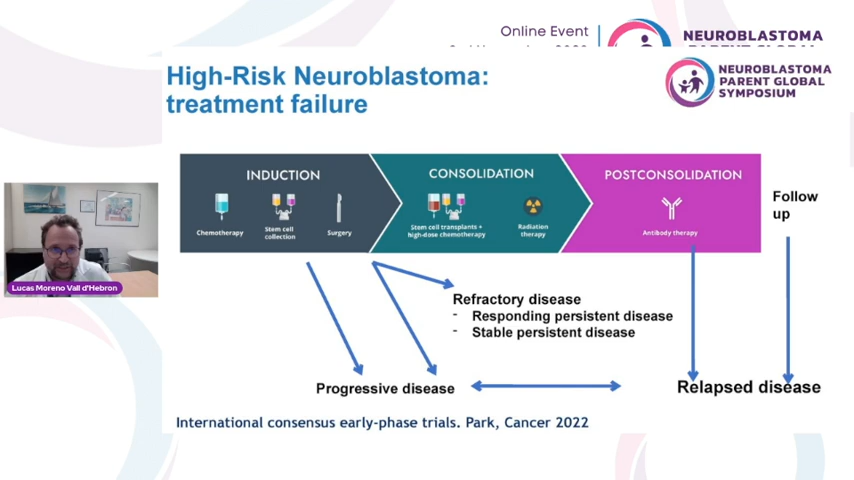 Online Event
NEUROBLASTOMA
High-Risk Neuroblastoma:
treatment failure
NEUROBLASTOMA
PARENT GLOBAL
SYMPOSIUM
INDUCTION
CONSOLIDATION
POSTCONSOLIDATION
Follow
up
Chemotherapy
Stem cell
collection
Surgery
Stem cell transplants +
high-dose chemotherapy
Radiation
therapy
Antibody therapy
Lucas Moreno Vall d'Hebron
Refractory disease
- Responding persistent disease
- Stable persistent disease
Progressive disease
Relapsed disease
International consensus early-phase trials. Park, Cancer 2022